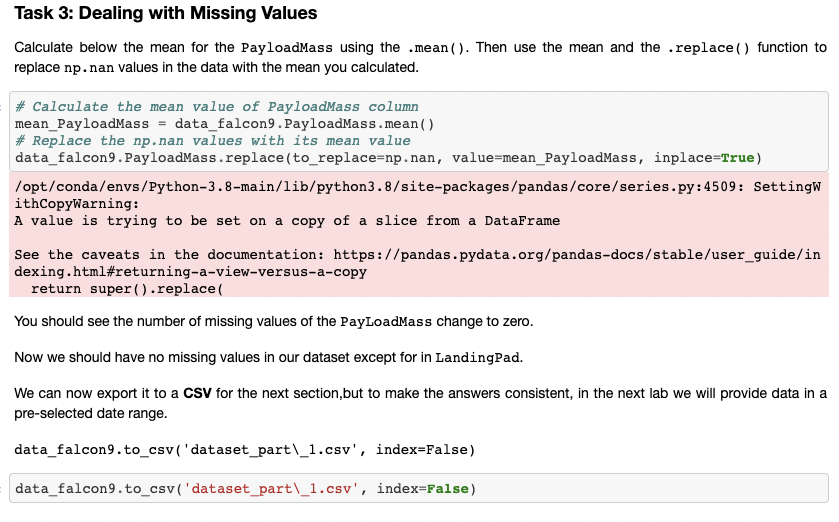 Task 3: Dealing with Missing Values
Calculate below the mean for the PayloadMass using the .mean(). Then use the mean and the .replace() function to
replace np.nan values in the data with the mean you calculated.
# Calculate the mean value of PayloadMass column
mean_PayloadMass = data_falcon9.PayloadMass.mean()
# Replace the np.nan values with its mean value
data_falcon9.PayloadMass.replace(to_replace=np.nan, value=mean_PayloadMass, inplace=True)
/opt/conda/envs/Python-3.8-main/lib/python3.8/site-packages/pandas/core/series.py:4509: SettingW
ithCopyWarning:
A value is trying to be set on a copy of a slice from a DataFrame
See the caveats in the documentation: https://pandas.pydata.org/pandas-docs/stable/user_guide/in
dexing.html#returning-a-view-versus-a-copy
  return super().replace(
You should see the number of missing values of the PayLoadMass change to zero.
Now we should have no missing values in our dataset except for in LandingPad.
We can now export it to a CSV for the next section,but to make the answers consistent, in the next lab we will provide data in a
pre-selected date range.
data_falcon9.to_csv('dataset_part\_1.csv', index=False)
data_falcon9.to_csv('dataset_part\_1.csv', index=False)